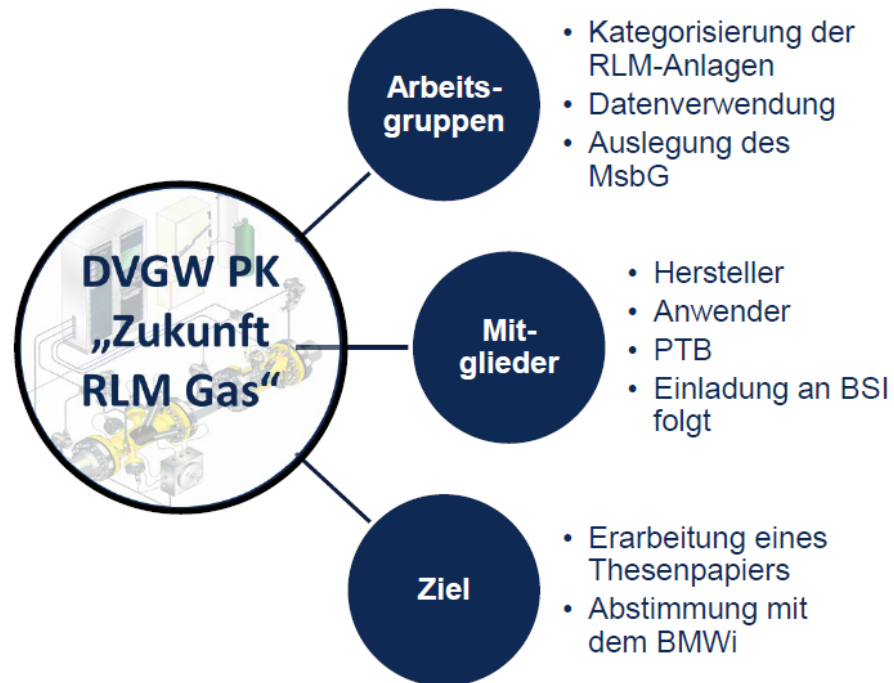 DVGW PK
„Zukunft
RLM Gas“
Arbeits-
gruppen
• Kategorisierung der
RLM-Anlagen
• Datenverwendung
• Auslegung des
MsbG
Mit-
glieder
• Hersteller
• Anwender
• PTB
• Einladung an BSI
folgt
Ziel
• Erarbeitung eines
Thesenpapiers
• Abstimmung mit
dem BMWi